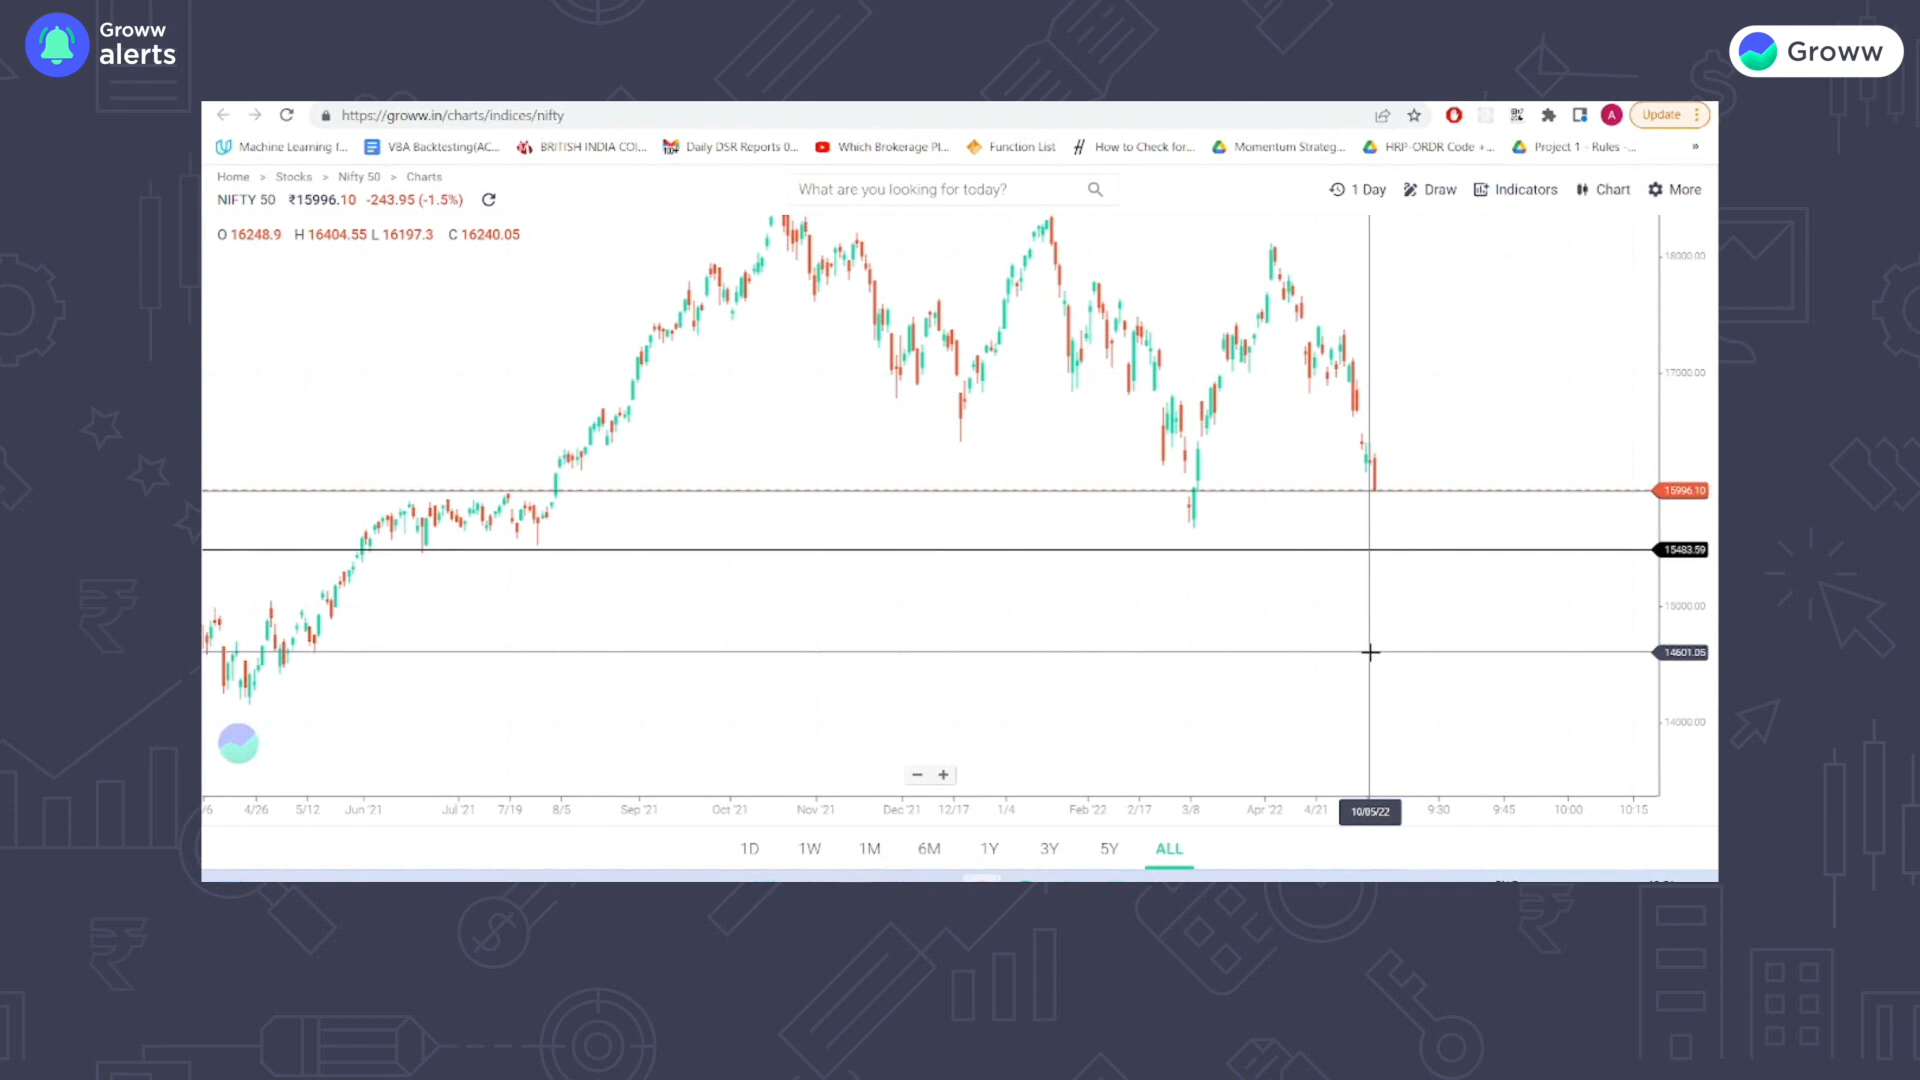 Groww
alerts
Groww
https://groww.in/charts/indices/nifty
A
Update
Machine Learning f...
VBA Backtesting(AC...
BRITISH INDIA COI...
Daily DSR Reports 0...
Which Brokerage Pl...
Function List
How to Check for...
Momentum Strateg...
HRP-ORDR Code +...
Project 1 - Rules -...
»
Home > Stocks > Nifty 50 > Charts
NIFTY 50 ₹15996.10 -243.95 (-1.5%)
What are you looking for today?
1 Day
Draw
Indicators
Chart
More
O 16248.9 H 16404.55 L 16197.3 C 16240.05
18000.00
17000.00
15996.10
15483.59
15000.00
14601.05
14000.00
− +
/6 4/26 5/12 Jun '21 Jul '21 7/19 8/5 Sep '21 Oct '21 Nov '21 Dec '21 12/17 1/4 Feb '22 2/17 3/8 Apr '22 4/21 10/05/22 9:30 9:45 10:00 10:15
1D 1W 1M 6M 1Y 3Y 5Y ALL